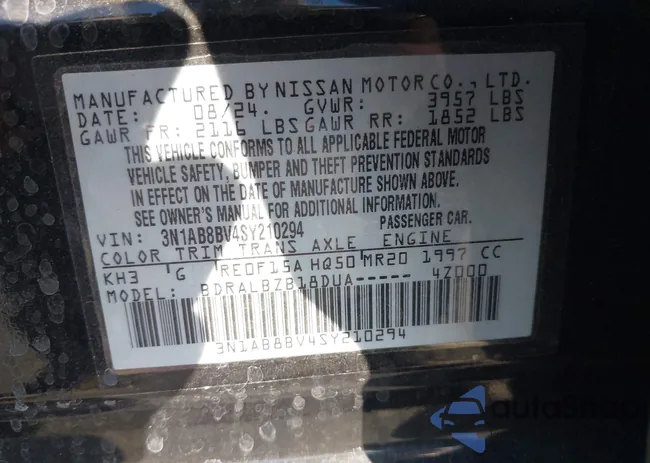 MANUFACTURED BY NISSAN MOTOR CO., LTD.
DATE: 08/24. GVWR: 3957 LBS
GAWR FR: 2116 LBS GAWR RR: 1852 LBS
THIS VEHICLE CONFORMS TO ALL APPLICABLE FEDERAL MOTOR
VEHICLE SAFETY, BUMPER AND THEFT PREVENTION STANDARDS
IN EFFECT ON THE DATE OF MANUFACTURE SHOWN ABOVE.
SEE OWNER'S MANUAL FOR ADDITIONAL INFORMATION.
VIN: 3N1AB8BV4SY210294 PASSENGER CAR.
COLOR TRIM TRANS AXLE ENGINE
KH3 G RE0F15A HQ50 MR20 1997 CC
MODEL: BDRALBZB18DUA----- 4Z000
3N1AB8BV4SY210294